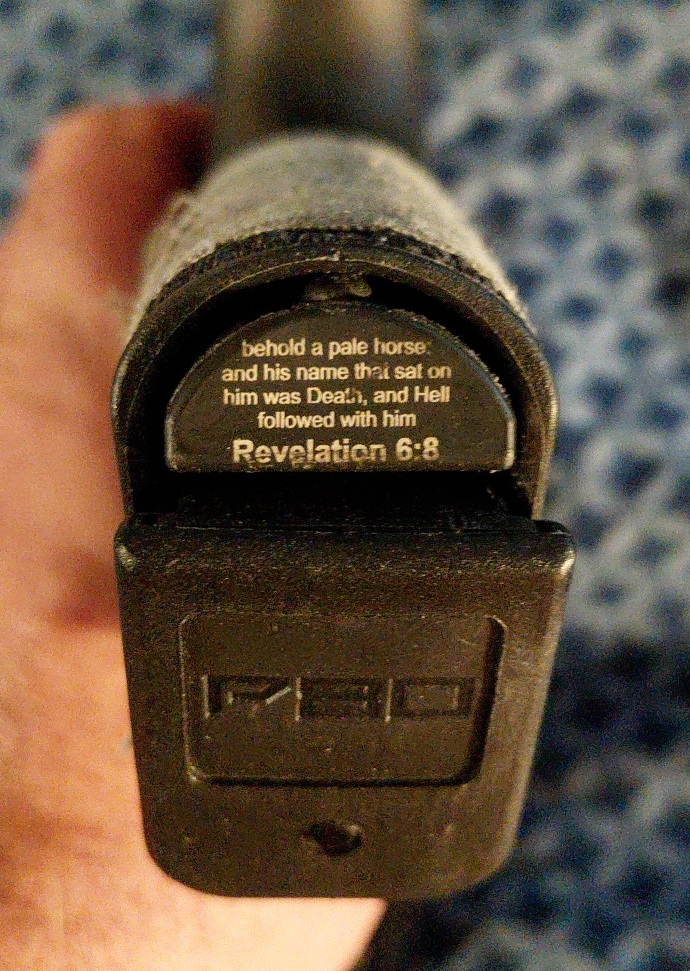 behold a pale horse:
and his name that sat on
him was Death, and Hell
followed with him
Revelation 6:8
P80